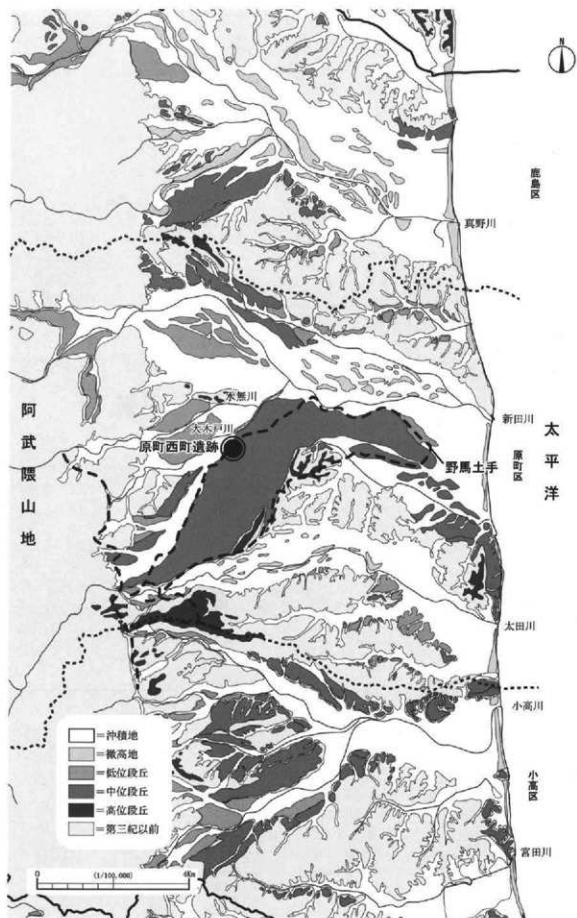 鹿島区
真野川
水無川
大木戸川
原町西町遺跡
新田川
原町区
野馬土手
太平洋
阿武隈山地
太田川
小高川
小高区
宮田川
=沖積地
=微高地
=低位段丘
=中位段丘
=高位段丘
=第三紀以前
0 (1/100,000) 4Km